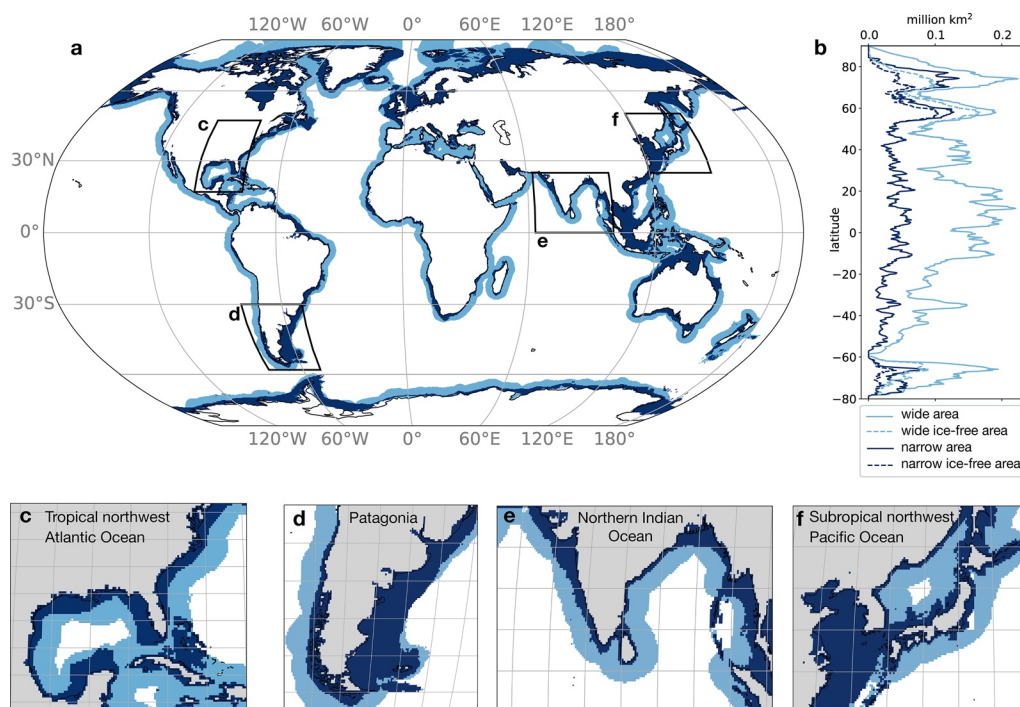 120°W 60°W 0° 60°E 120°E 180°
a
c
f
30°N
0°
e
30°S
d
120°W 60°W 0° 60°E 120°E 180°
million km²
b
0.0 0.1 0.2
80
60
40
20
0
−20
−40
−60
−80
latitude
wide area
wide ice-free area
narrow area
narrow ice-free area
c Tropical northwest
Atlantic Ocean
d Patagonia
e Northern Indian
Ocean
f Subropical northwest
Pacific Ocean